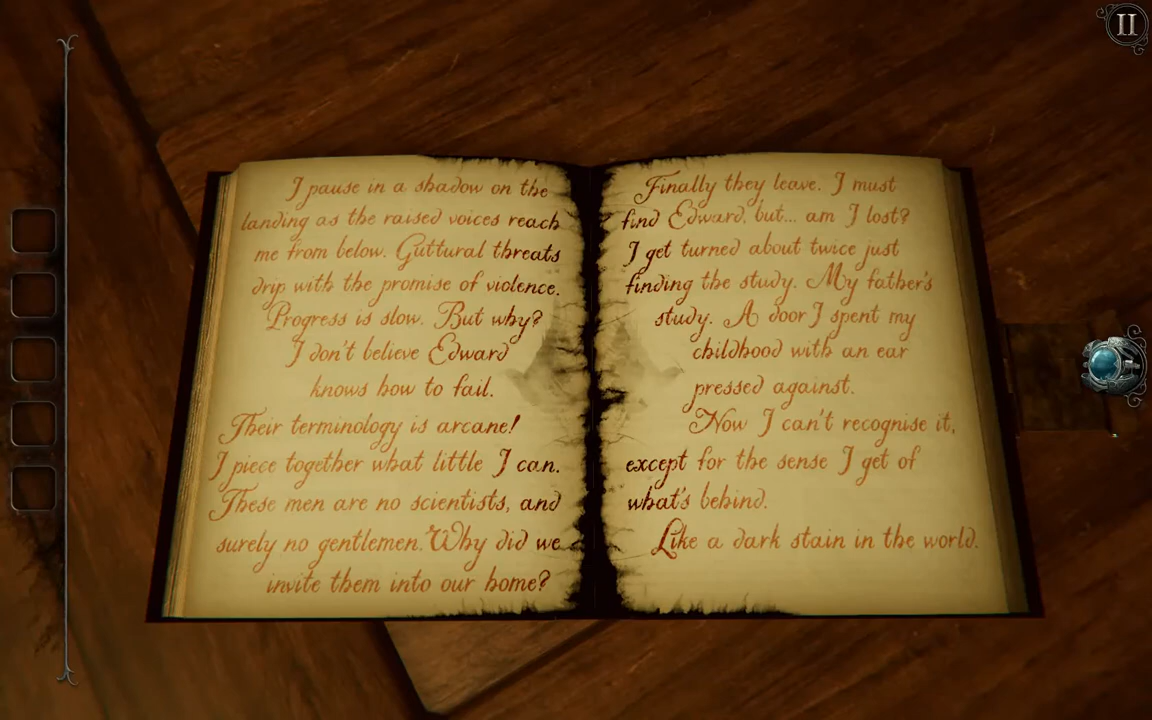 I pause in a shadow on the
landing as the raised voices reach
me from below. Guttural threats
drip with the promise of violence.
Progress is slow. But why?
I don't believe Edward
knows how to fail.
Their terminology is arcane!
I piece together what little I can.
These men are no scientists, and
surely no gentlemen. Why did we
invite them into our home?
Finally they leave. I must
find Edward, but... am I lost?
I get turned about twice just
finding the study. My father's
study. A door I spent my
childhood with an ear
pressed against.
Now I can't recognise it,
except for the sense I get of
what's behind.
Like a dark stain in the world.